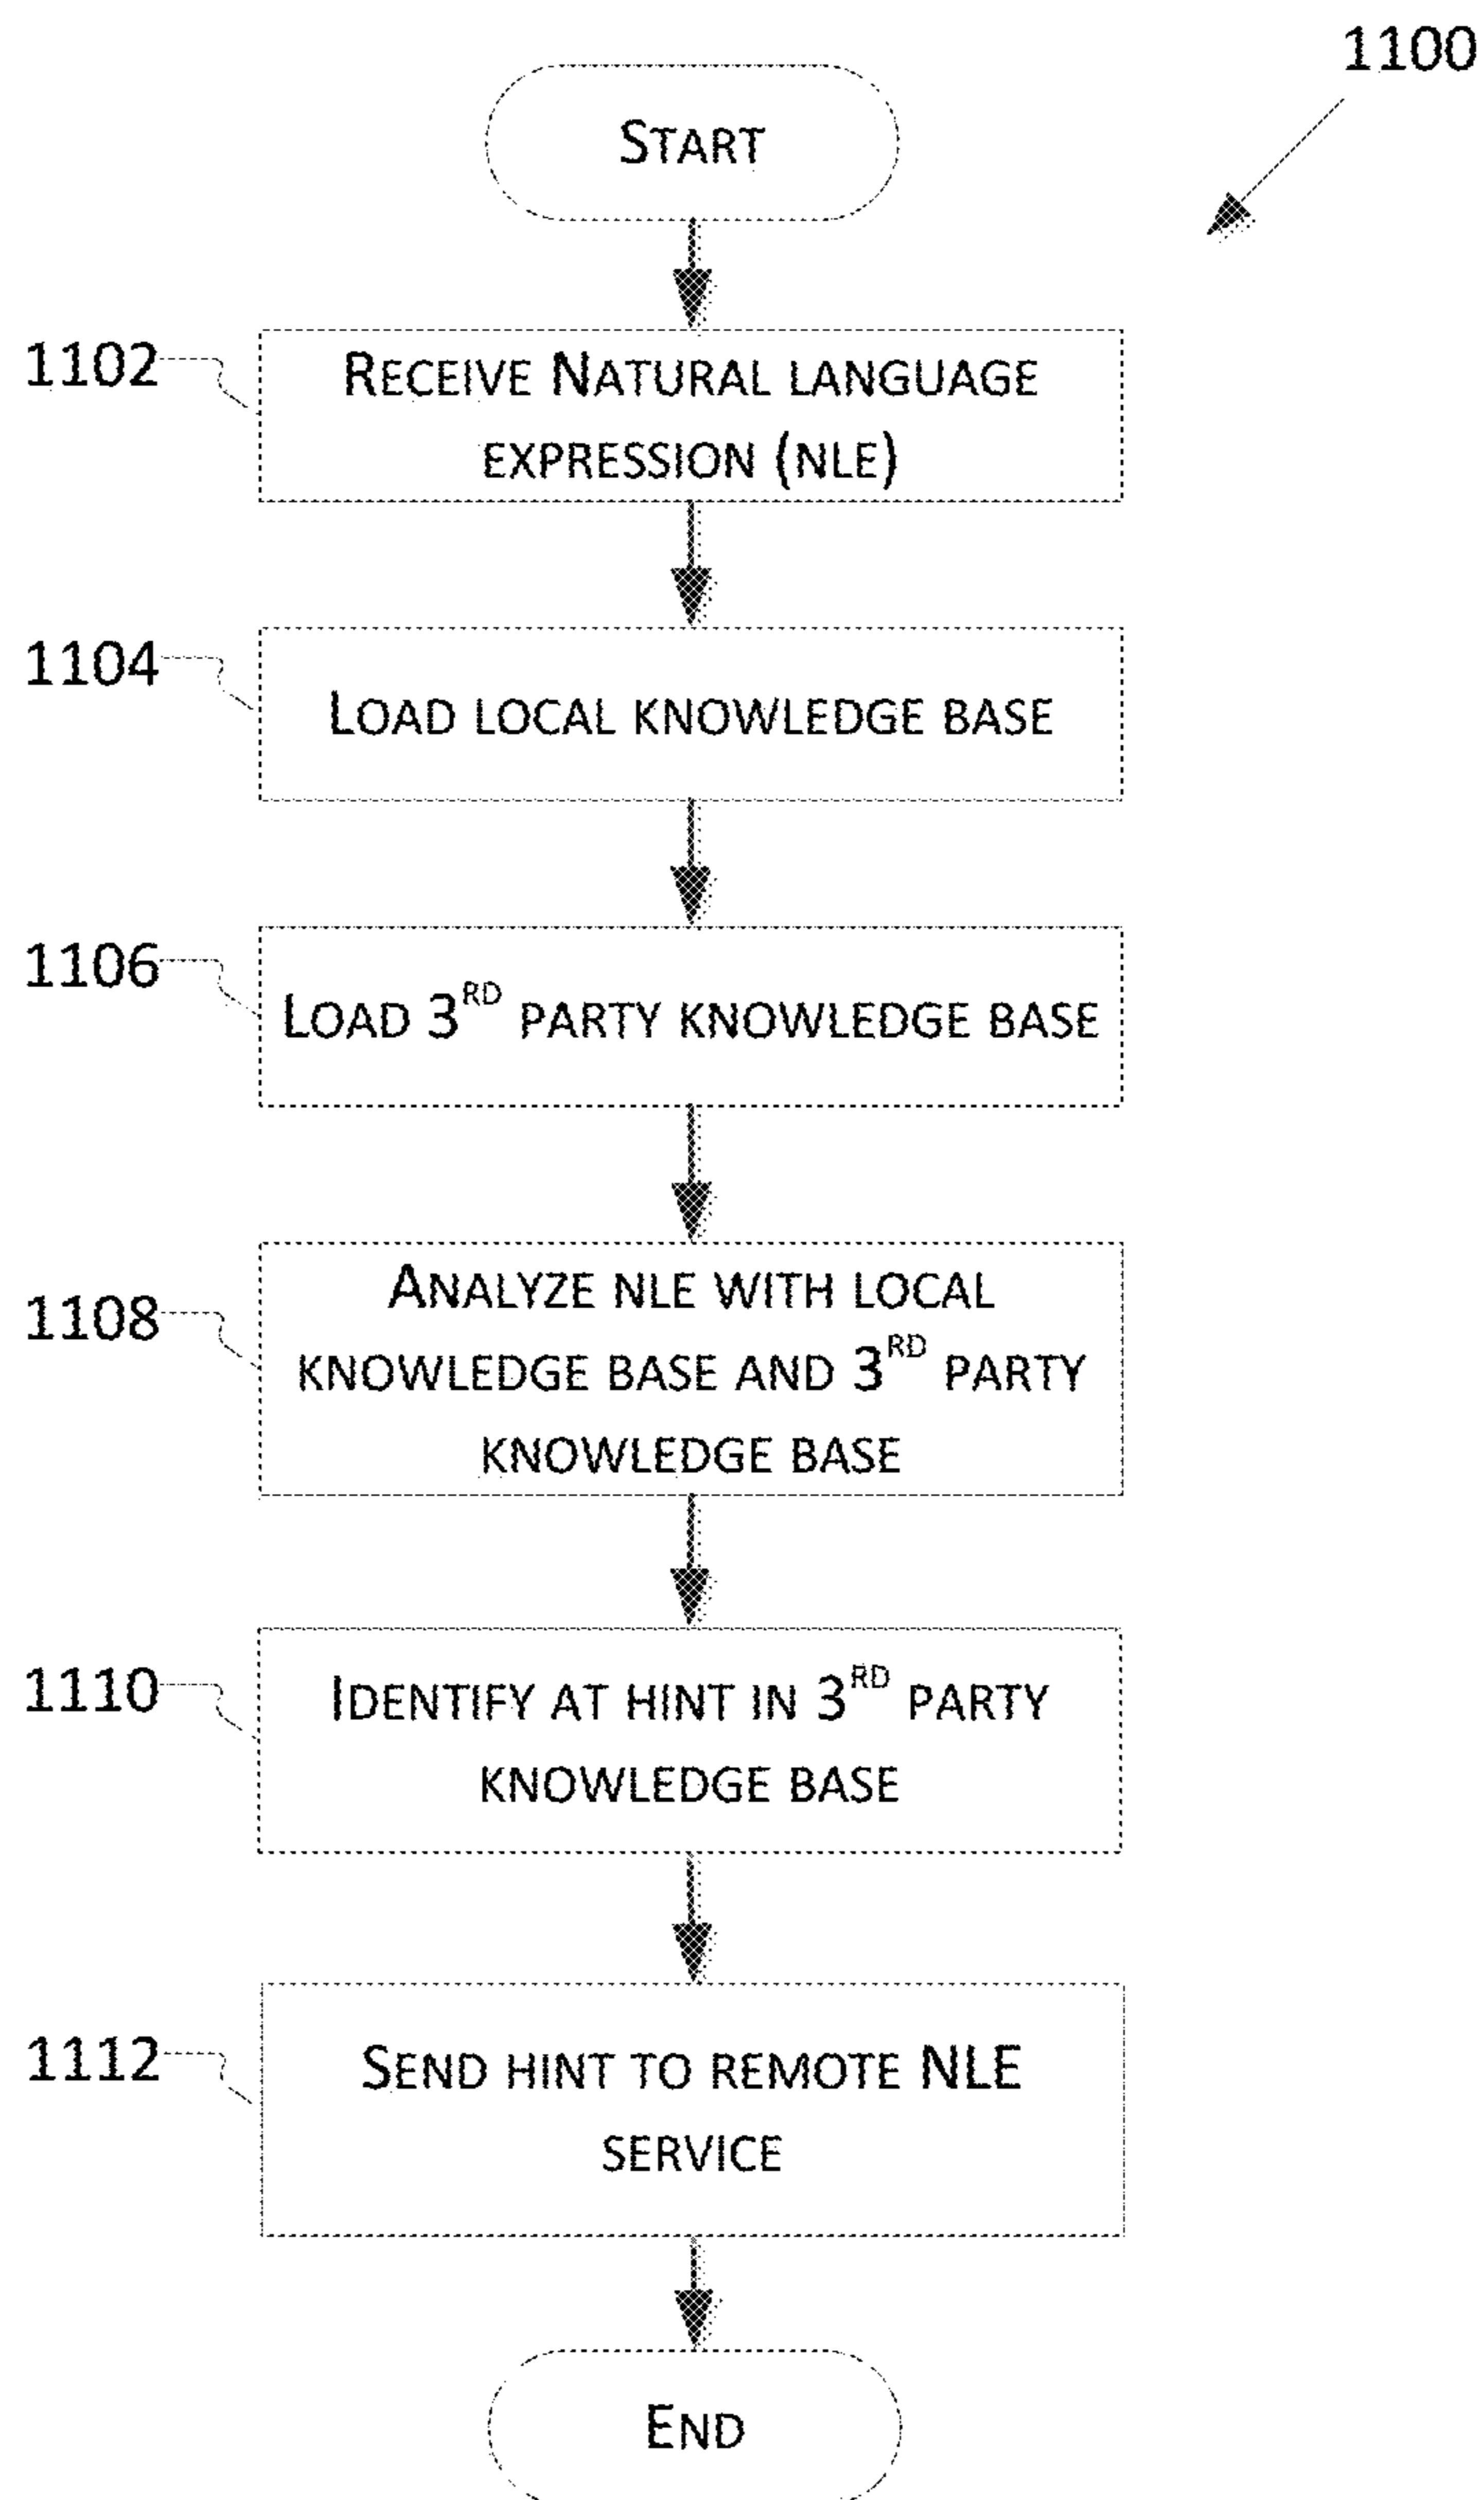 1100
START
1102
RECEIVE NATURAL LANGUAGE
EXPRESSION (NLE)
1104
LOAD LOCAL KNOWLEDGE BASE
1106
LOAD 3RD PARTY KNOWLEDGE BASE
1108
ANALYZE NLE WITH LOCAL
KNOWLEDGE BASE AND 3RD PARTY
KNOWLEDGE BASE
1110
IDENTIFY AT HINT IN 3RD PARTY
KNOWLEDGE BASE
1112
SEND HINT TO REMOTE NLE
SERVICE
END